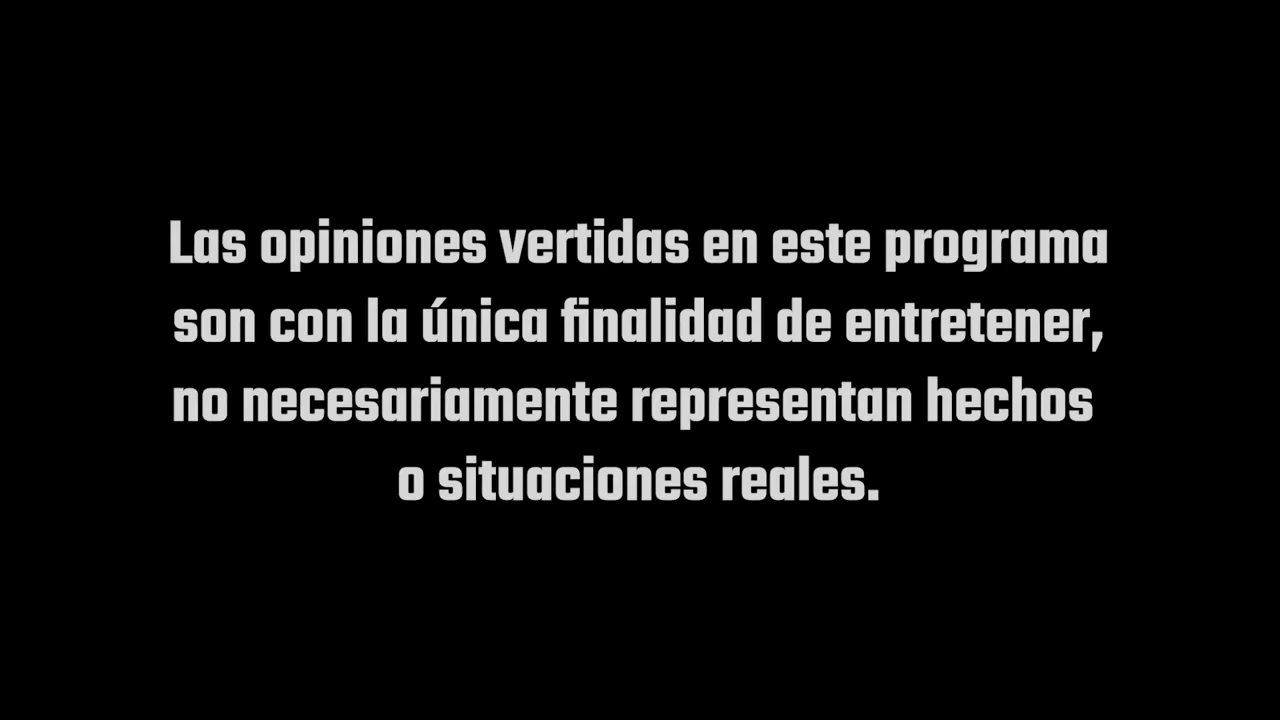 Las opiniones vertidas en este programa
son con la única finalidad de entretener,
no necesariamente representan hechos
o situaciones reales.